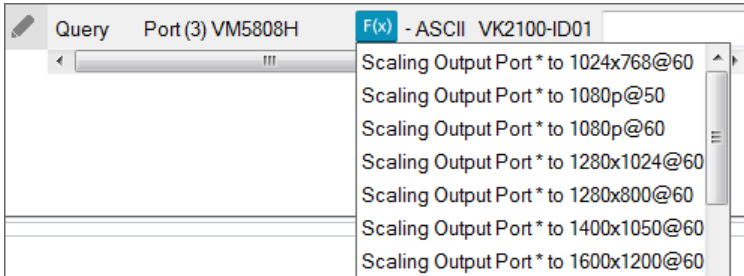 Query Port (3) VM5808H F(x) - ASCII VK2100-ID01
Scaling Output Port * to 1024x768@60
Scaling Output Port * to 1080p@50
Scaling Output Port * to 1080p@60
Scaling Output Port * to 1280x1024@60
Scaling Output Port * to 1280x800@60
Scaling Output Port * to 1400x1050@60
Scaling Output Port * to 1600x1200@60